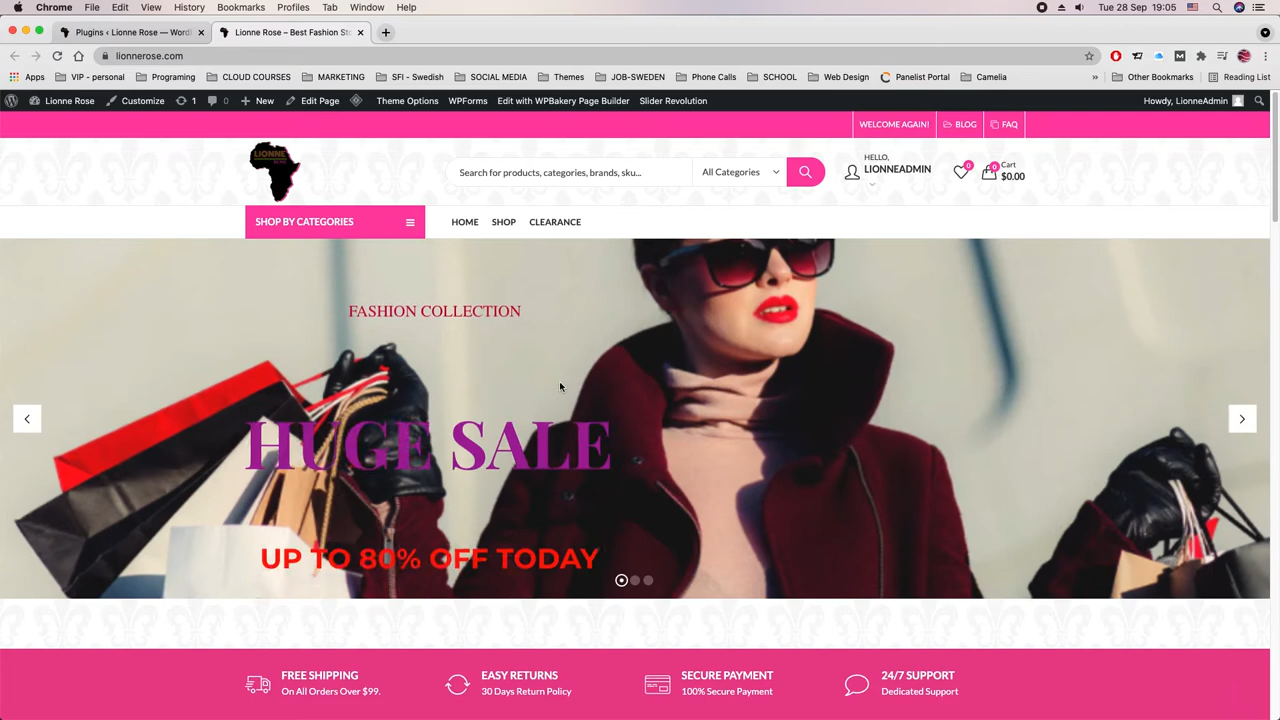 Chrome File Edit View History Bookmarks Profiles Tab Window Help Tue 28 Sep 19:05
Plugins ‹ Lionne Rose — Word Lionne Rose – Best Fashion Sto
lionnerose.com
Apps VIP - personal Programing CLOUD COURSES MARKETING SFI - Swedish SOCIAL MEDIA Themes JOB-SWEDEN Phone Calls SCHOOL Web Design Panelist Portal Camelia » Other Bookmarks Reading List
Lionne Rose Customize 1 0 New Edit Page Theme Options WPForms Edit with WPBakery Page Builder Slider Revolution Howdy, LionneAdmin
WELCOME AGAIN! BLOG FAQ
LIONNE
Search for products, categories, brands, sku... All Categories
HELLO,
LIONNEADMIN
0
0
Cart
$0.00
SHOP BY CATEGORIES HOME SHOP CLEARANCE
FASHION COLLECTION
HUGE SALE
UP TO 80% OFF TODAY
FREE SHIPPING
On All Orders Over $99.
EASY RETURNS
30 Days Return Policy
SECURE PAYMENT
100% Secure Payment
24/7 SUPPORT
Dedicated Support